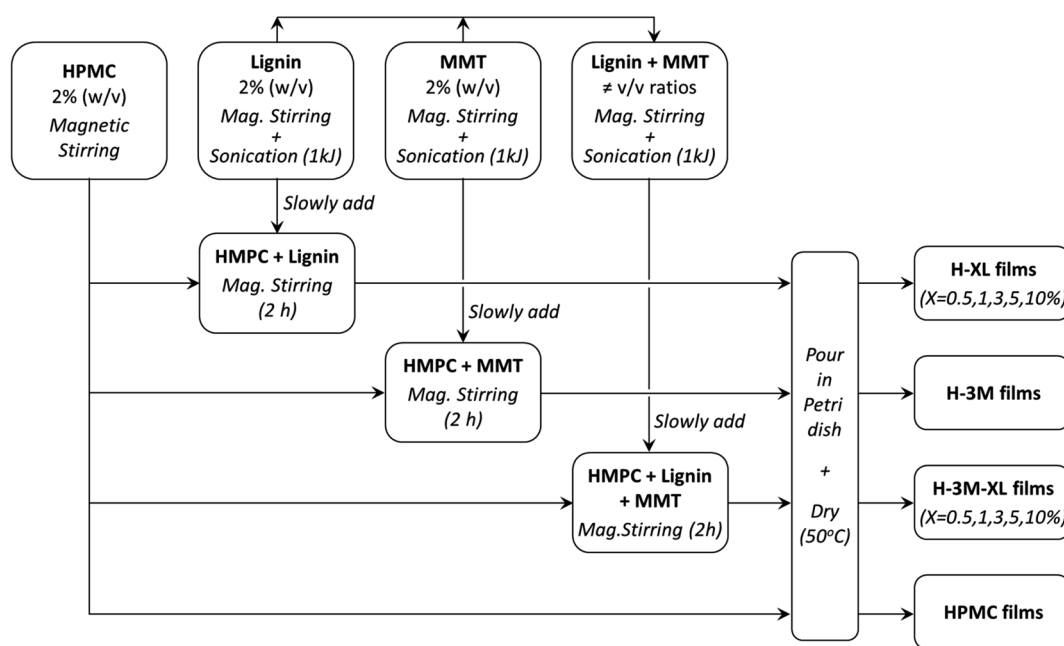 HPMC
2% (w/v)
Magnetic
Stirring
Lignin
2% (w/v)
Mag. Stirring
+
Sonication (1kJ)
MMT
2% (w/v)
Mag. Stirring
+
Sonication (1kJ)
Lignin + MMT
≠ v/v ratios
Mag. Stirring
+
Sonication (1kJ)
Slowly add
HMPC + Lignin
Mag. Stirring
(2 h)
Slowly add
HMPC + MMT
Mag. Stirring
(2 h)
Slowly add
HMPC + Lignin
+ MMT
Mag.Stirring (2h)
Pour
in
Petri
dish
+
Dry
(50ºC)
H-XL films
(X=0.5,1,3,5,10%)
H-3M films
H-3M-XL films
(X=0.5,1,3,5,10%)
HPMC films